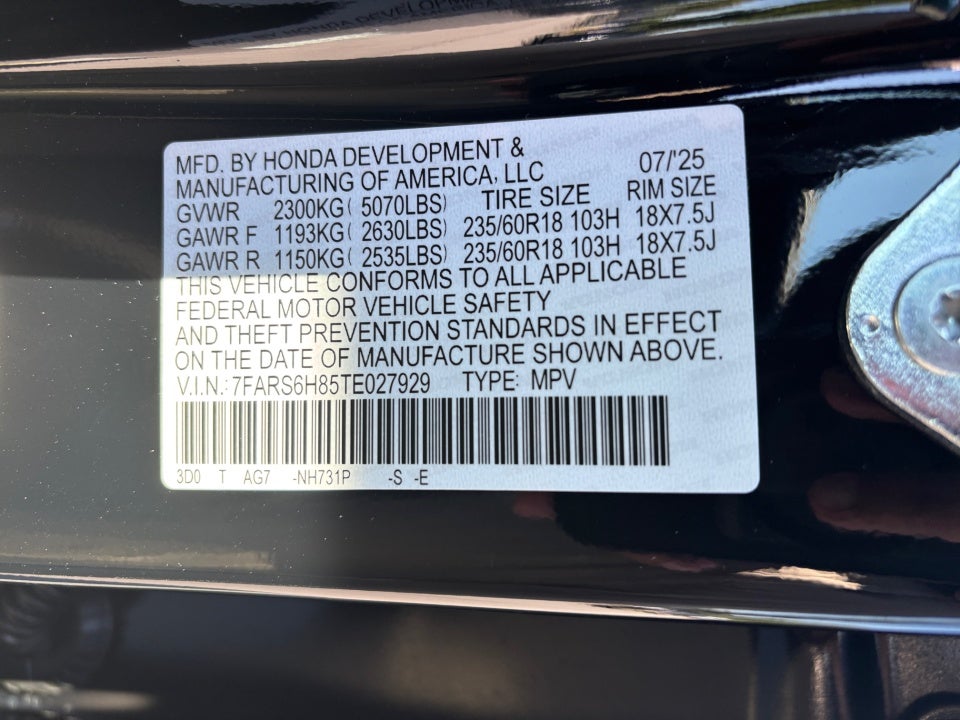 MFD. BY HONDA DEVELOPMENT & 07/'25
MANUFACTURING OF AMERICA, LLC
TIRE SIZE RIM SIZE
GVWR 2300KG( 5070LBS)
GAWR F 1193KG( 2630LBS) 235/60R18 103H 18X7.5J
GAWR R 1150KG( 2535LBS) 235/60R18 103H 18X7.5J
THIS VEHICLE CONFORMS TO ALL APPLICABLE
FEDERAL MOTOR VEHICLE SAFETY
AND THEFT PREVENTION STANDARDS IN EFFECT
ON THE DATE OF MANUFACTURE SHOWN ABOVE.
V.I.N.:7FARS6H85TE027929 TYPE: MPV
3D0 T AG7 -NH731P -S -E